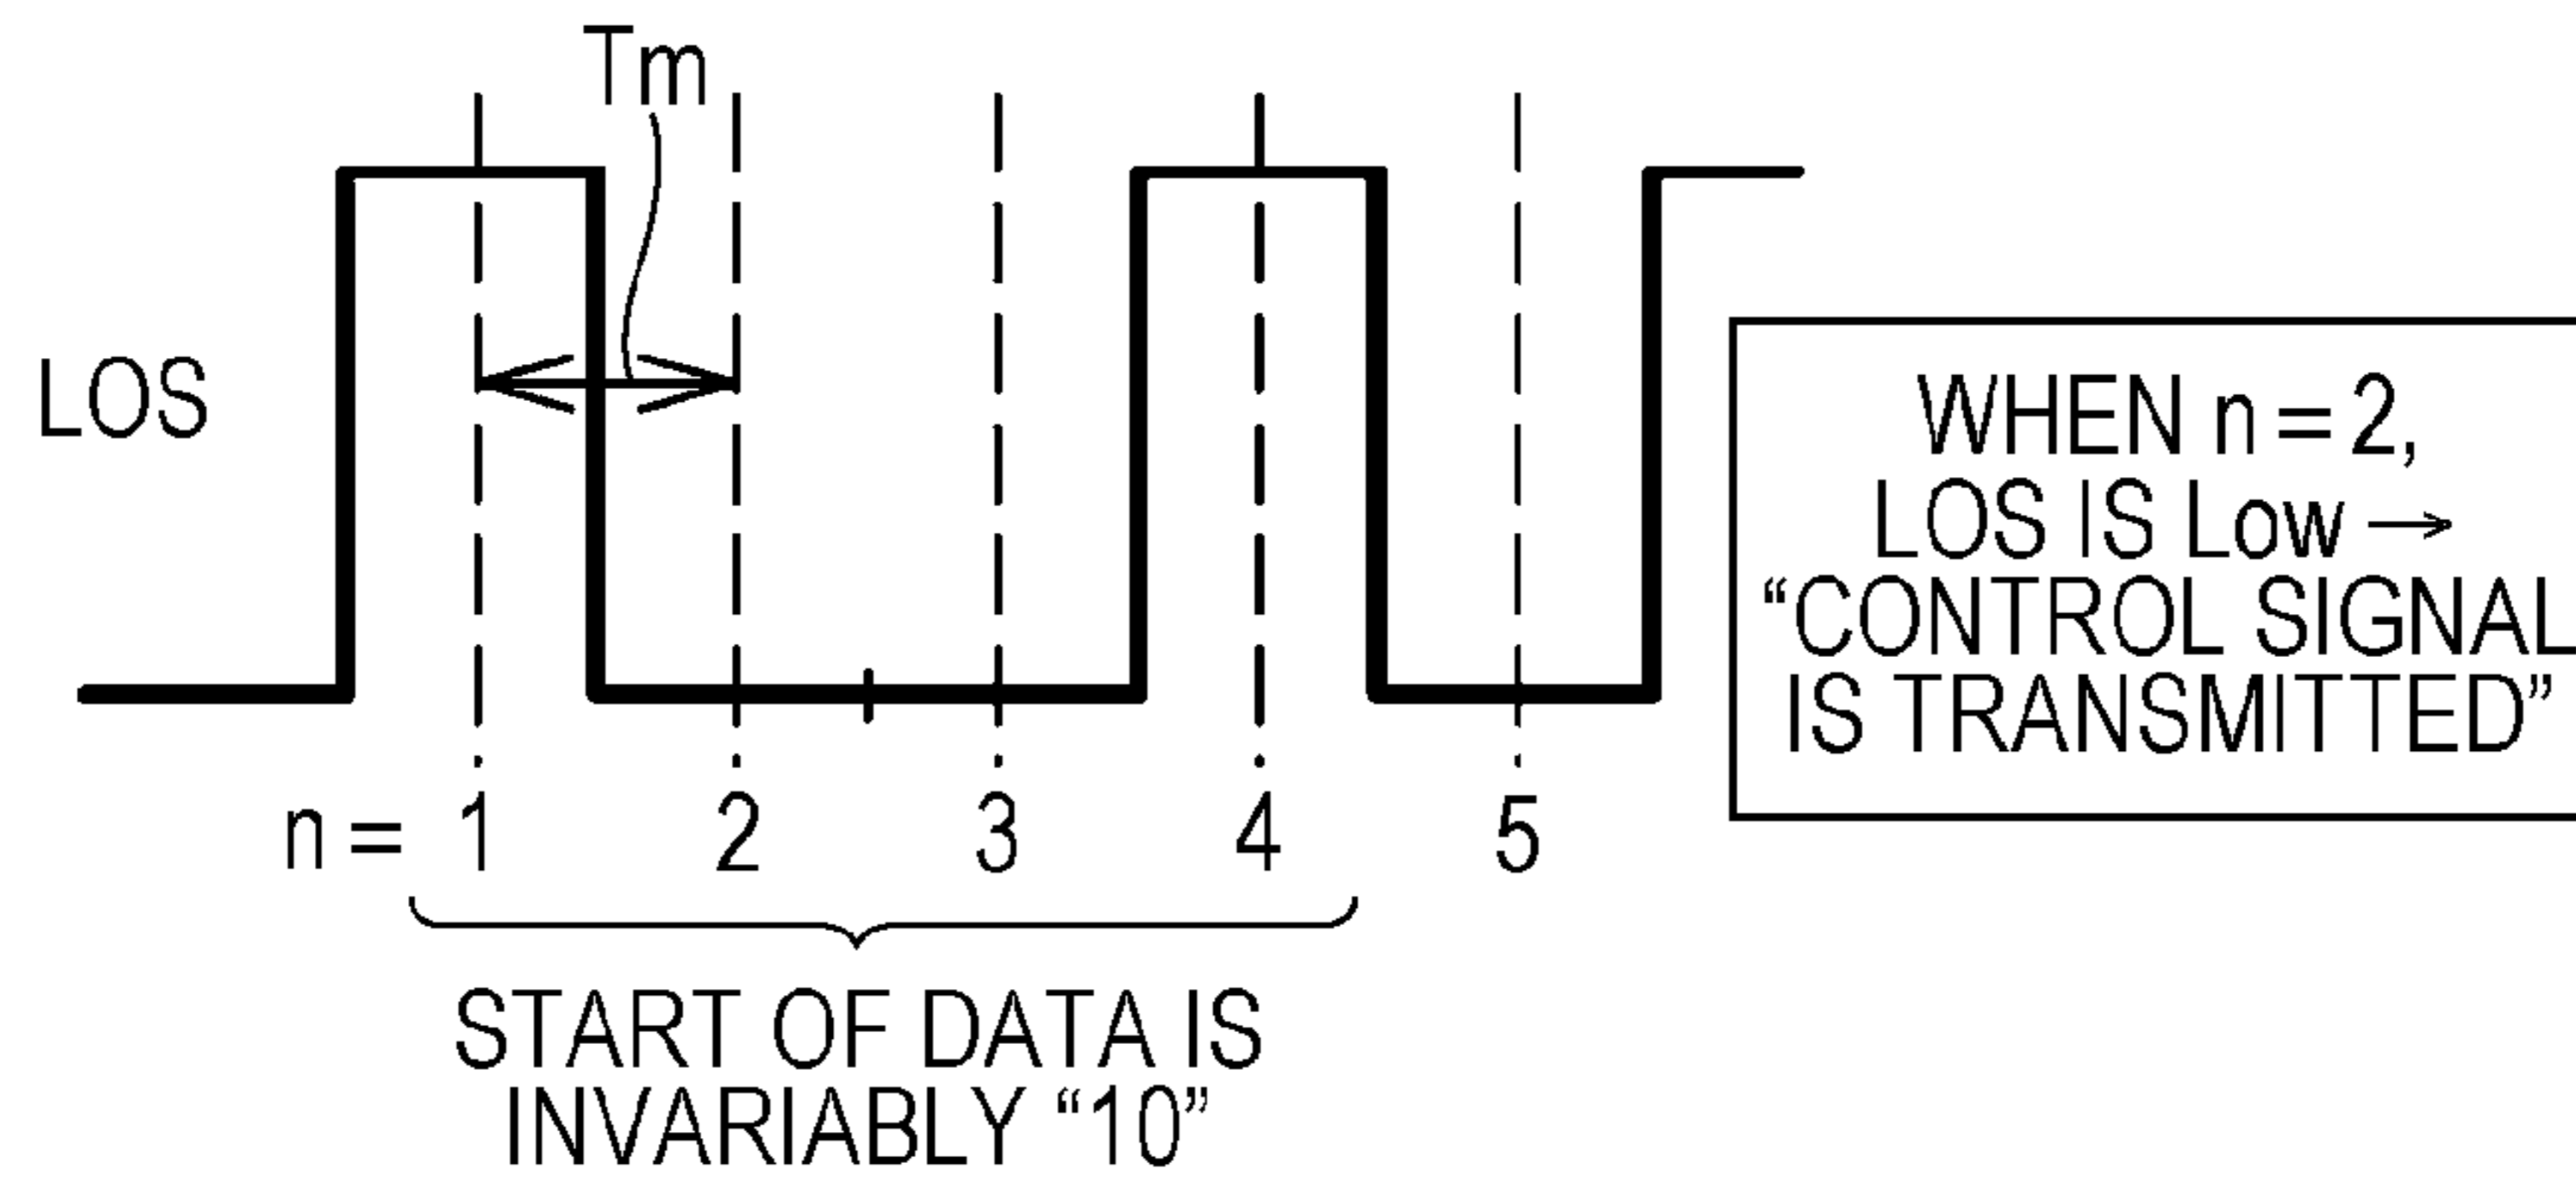 Tm
LOS
WHEN n = 2,
LOS IS Low →
“CONTROL SIGNAL
IS TRANSMITTED”
n = 1 2 3 4 5
START OF DATA IS
INVARIABLY “10”